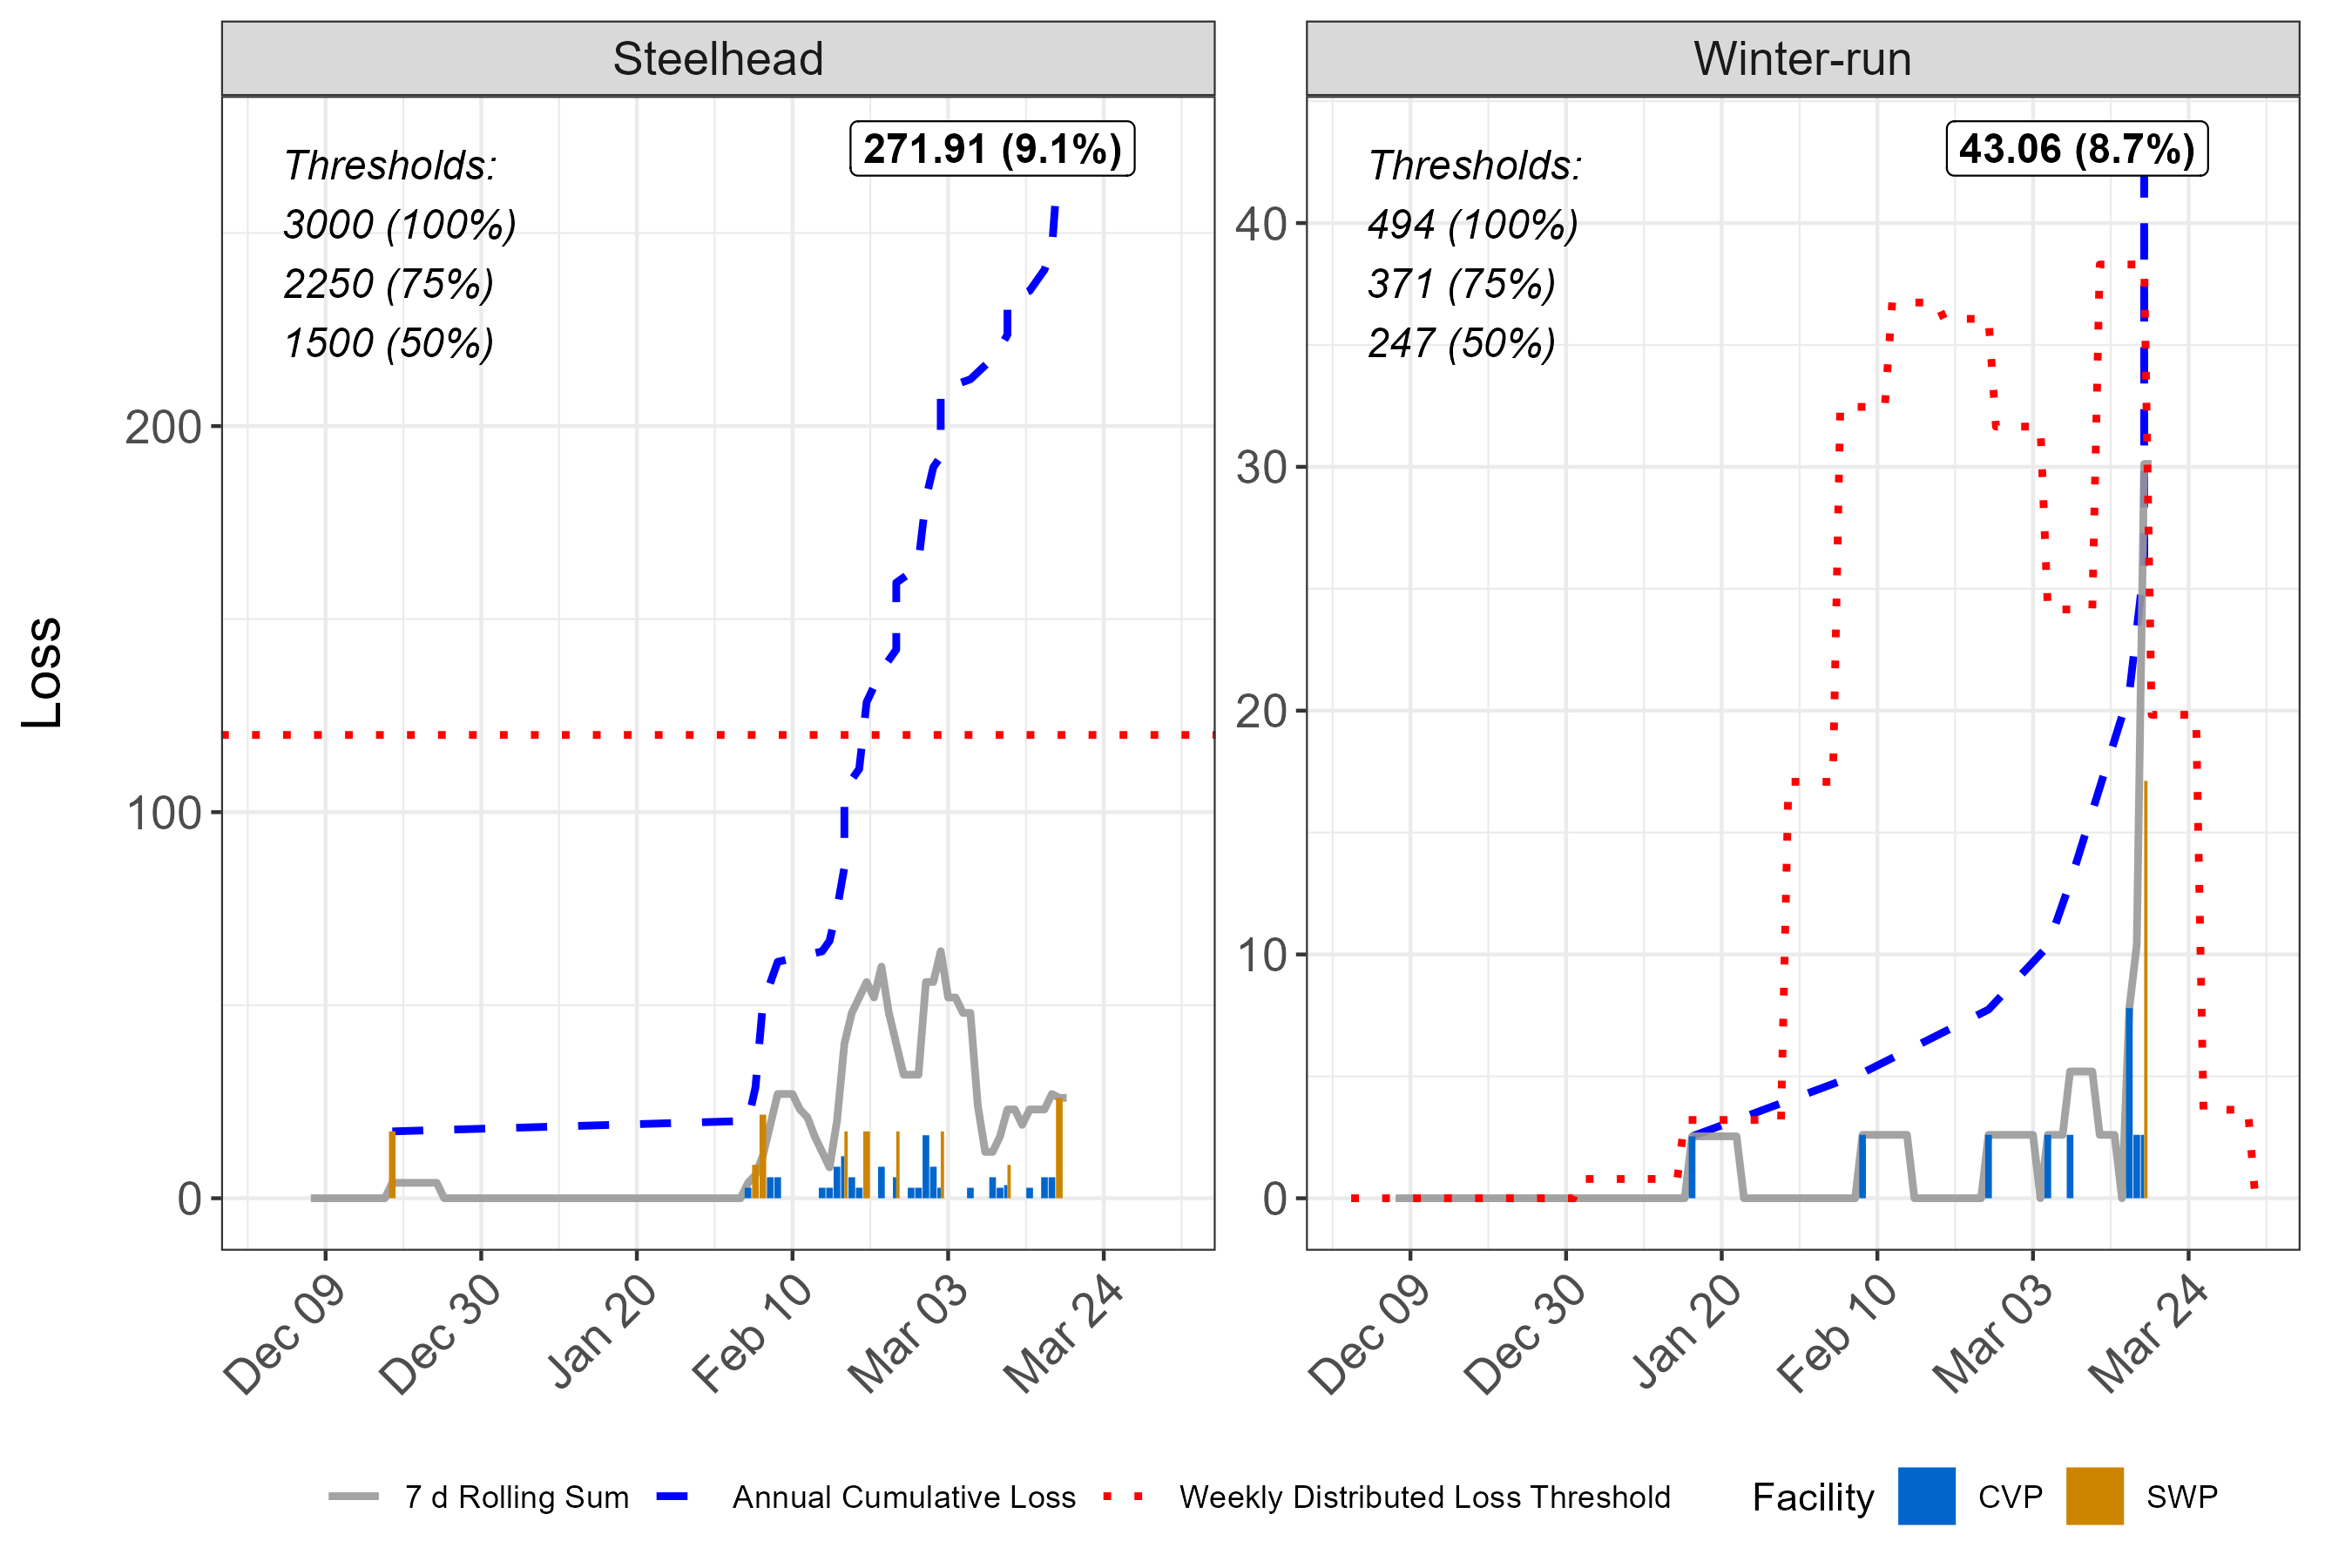 Steelhead
Winter-run
271.91 (9.1%)
43.06 (8.7%)
Thresholds:
3000 (100%)
2250 (75%)
1500 (50%)
Thresholds:
494 (100%)
371 (75%)
247 (50%)
Loss
200
100
0
40
30
20
10
0
Dec 09
Dec 30
Jan 20
Feb 10
Mar 03
Mar 24
Dec 09
Dec 30
Jan 20
Feb 10
Mar 03
Mar 24
7 d Rolling Sum
Annual Cumulative Loss
Weekly Distributed Loss Threshold
Facility
CVP
SWP